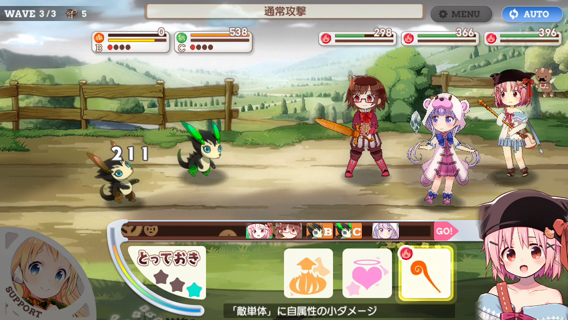 WAVE 3/3 5
通常攻撃
MENU
AUTO
B 0
C 538
298
366
396
211
B C GO!
とっておき
SUPPORT
「敵単体」に自属性の小ダメージ